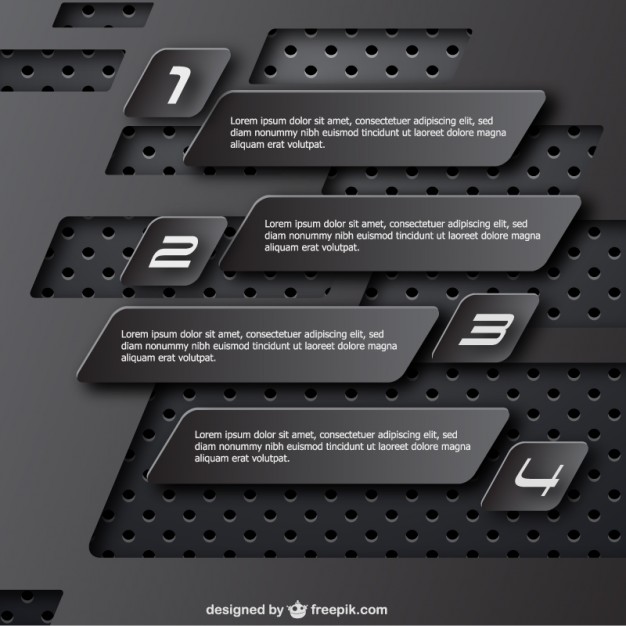 1
Lorem ipsum dolor sit amet, consectetuer adipiscing elit, sed
diam nonummy nibh euismod tincidunt ut laoreet dolore magna
aliquam erat volutpat.
2
Lorem ipsum dolor sit amet, consectetuer adipiscing elit, sed
diam nonummy nibh euismod tincidunt ut laoreet dolore magna
aliquam erat volutpat.
Lorem ipsum dolor sit amet, consectetuer adipiscing elit, sed
diam nonummy nibh euismod tincidunt ut laoreet dolore magna
aliquam erat volutpat.
3
Lorem ipsum dolor sit amet, consectetuer adipiscing elit, sed
diam nonummy nibh euismod tincidunt ut laoreet dolore magna
aliquam erat volutpat.
4
designed by freepik.com